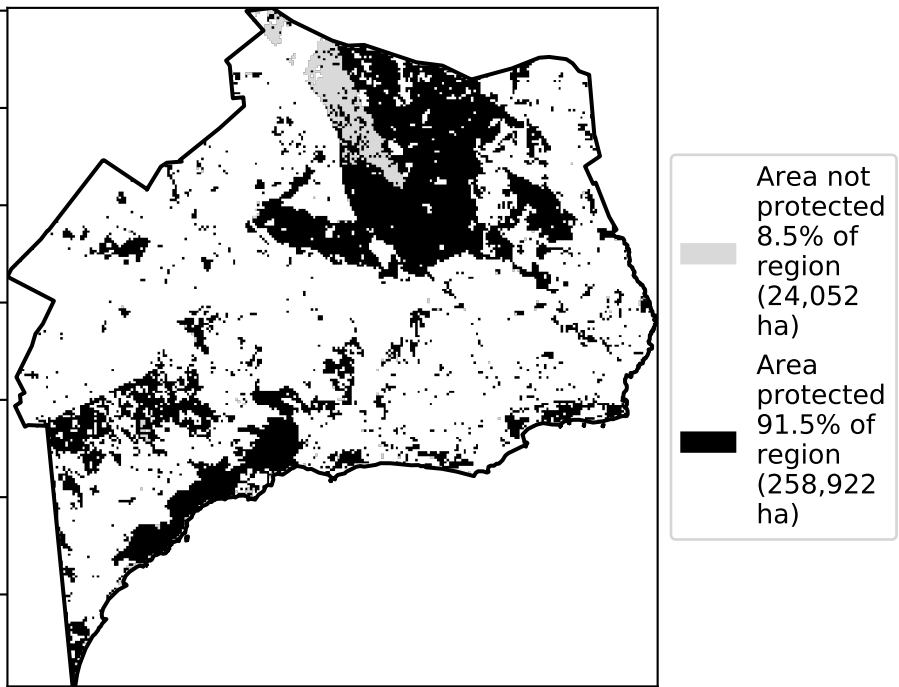 Area not
protected
8.5% of
region
(24,052
ha)
Area
protected
91.5% of
region
(258,922
ha)